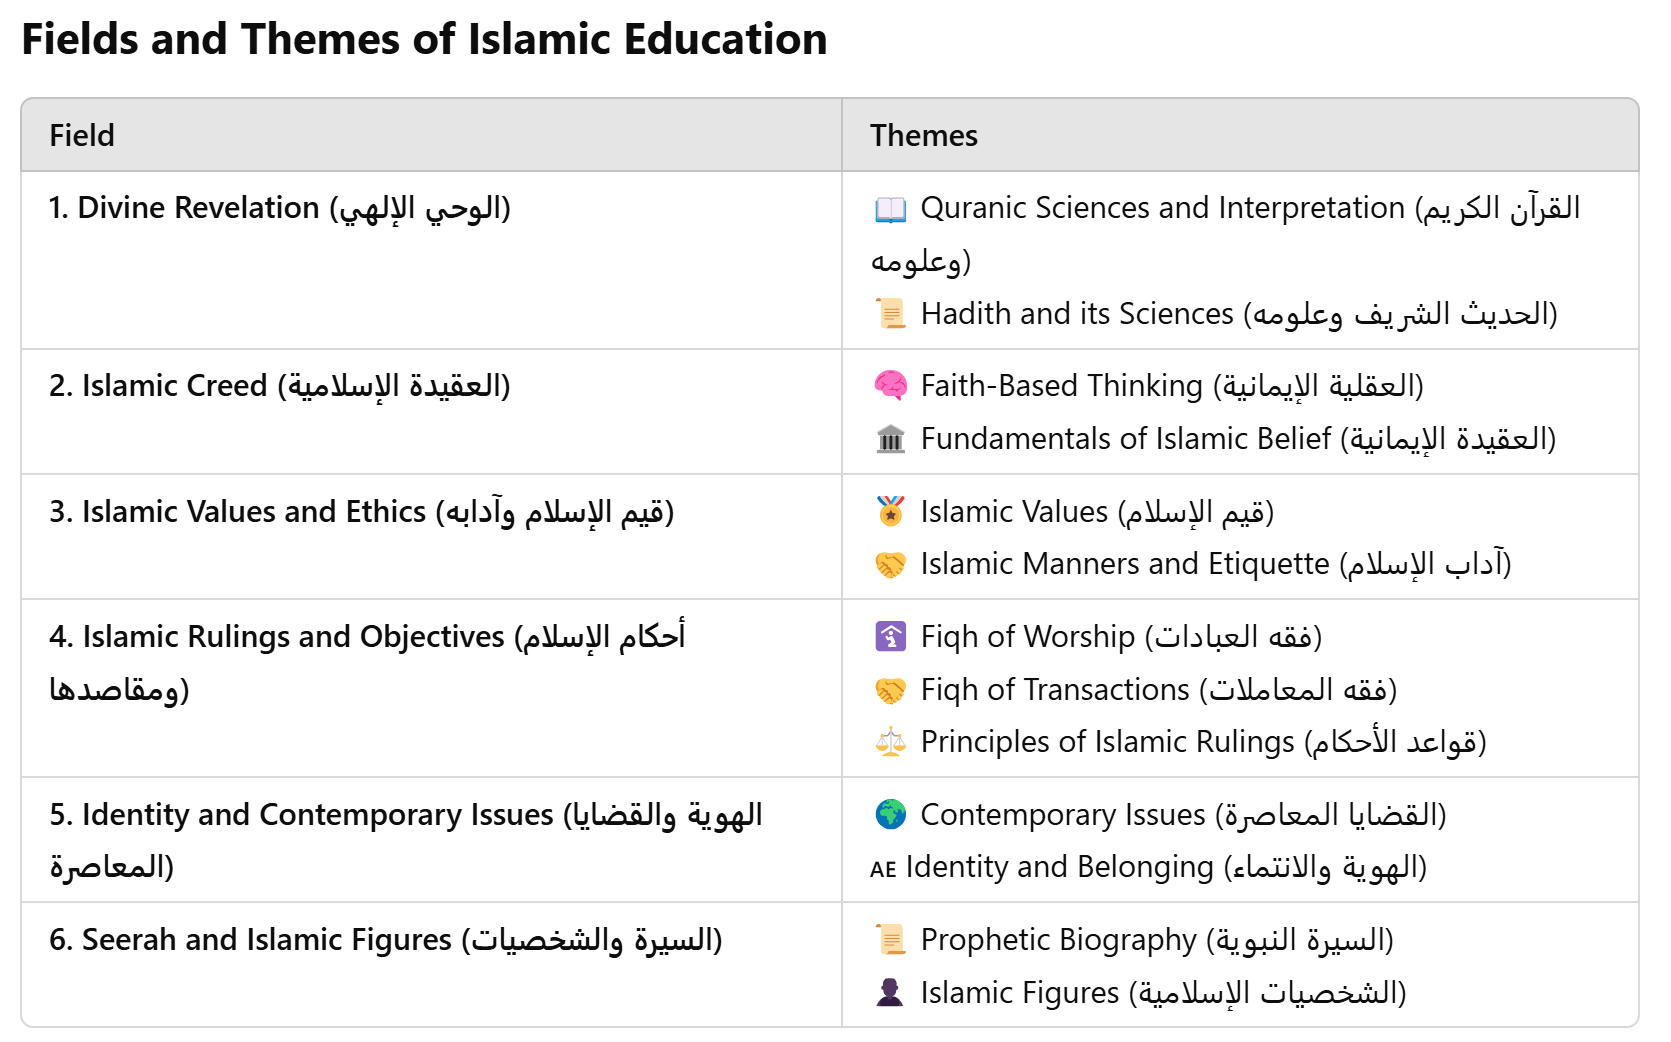 Fields and Themes of Islamic Education
Field
Themes
1. Divine Revelation (الوحي الإلهي)
📖 Quranic Sciences and Interpretation (القرآن الكريم
وعلومه)
📜 Hadith and its Sciences (الحديث الشريف وعلومه)
2. Islamic Creed (العقيدة الإسلامية)
🧠 Faith-Based Thinking (العقلية الإيمانية)
🏛 Fundamentals of Islamic Belief (العقيدة الإيمانية)
3. Islamic Values and Ethics (قيم الإسلام وآدابه)
🏅 Islamic Values (قيم الإسلام)
🤝 Islamic Manners and Etiquette (آداب الإسلام)
4. Islamic Rulings and Objectives (أحكام الإسلام
ومقاصدها)
🛐 Fiqh of Worship (فقه العبادات)
🤝 Fiqh of Transactions (فقه المعاملات)
⚖ Principles of Islamic Rulings (قواعد الأحكام)
5. Identity and Contemporary Issues (الهوية والقضايا
المعاصرة)
🌍 Contemporary Issues (القضايا المعاصرة)
AE Identity and Belonging (الهوية والانتماء)
6. Seerah and Islamic Figures (السيرة والشخصيات)
📜 Prophetic Biography (السيرة النبوية)
👤 Islamic Figures (الشخصيات الإسلامية)